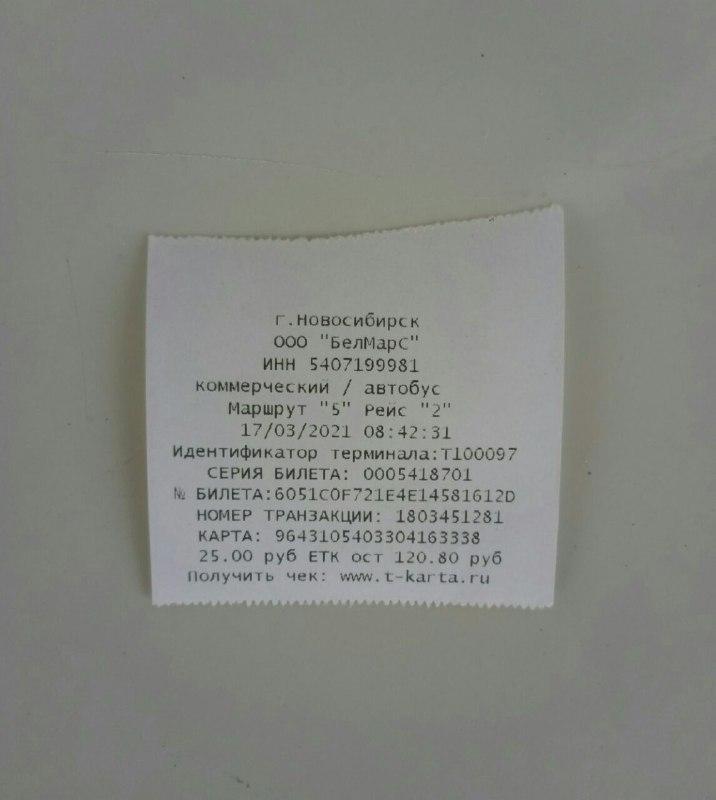 г.Новосибирск
ООО "БелМарС"
ИНН 5407199981
коммерческий / автобус
Маршрут "5" Рейс "2"
17/03/2021 08:42:31
Идентификатор терминала:T100097
СЕРИЯ БИЛЕТА: 0005418701
№ БИЛЕТА:6051C0F721E4E14581612D
НОМЕР ТРАНЗАКЦИИ: 1803451281
КАРТА: 9643105403304163338
25.00 руб ЕТК ост 120.80 руб
Получить чек: www.t-karta.ru